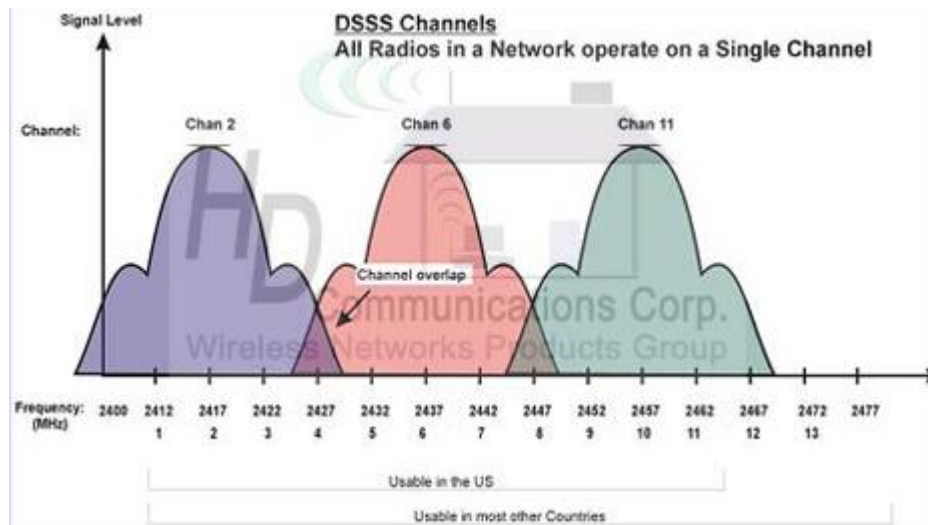 Signal Level
DSSS Channels
All Radios in a Network operate on a Single Channel
Channel:
Chan 2
Chan 6
Chan 11
HD
Channel overlap
Communications Corp.
Wireless Networks Products Group
Frequency: 2400 2412 2417 2422 2427 2432 2437 2442 2447 2452 2457 2462 2467 2472 2477
(MHz) 1 2 3 4 5 6 7 8 9 10 11 12 13
Usable in the US
Usable in most other Countries